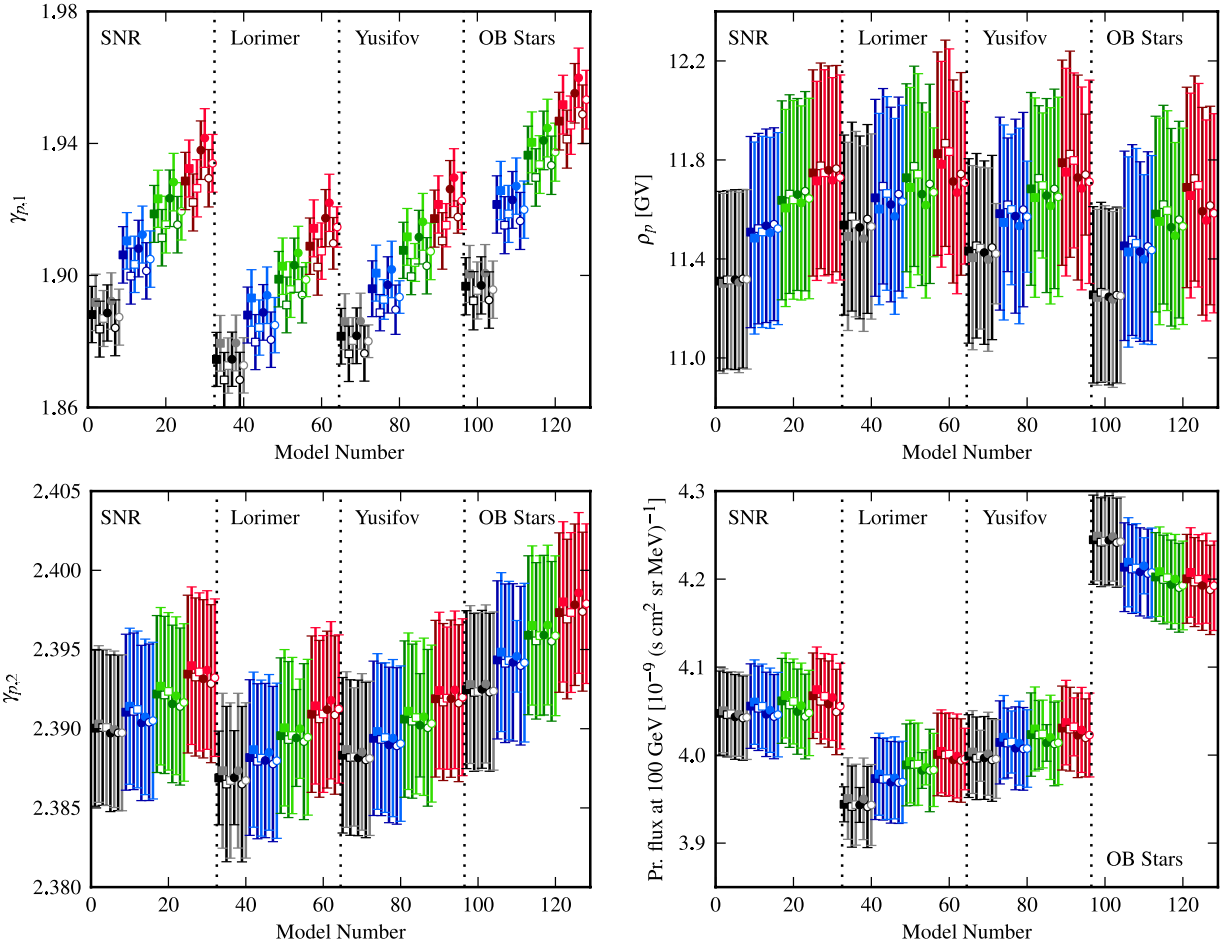 SNR Lorimer Yusifov OB Stars
1.98
1.94
1.90
1.86
γp,1
0 20 40 60 80 100 120
Model Number
SNR Lorimer Yusifov OB Stars
12.2
11.8
11.4
11.0
ρp [GV]
0 20 40 60 80 100 120
Model Number
SNR Lorimer Yusifov OB Stars
2.405
2.400
2.395
2.390
2.385
2.380
γp,2
0 20 40 60 80 100 120
Model Number
SNR Lorimer Yusifov
4.3
4.2
4.1
4.0
3.9
Pr. flux at 100 GeV [10⁻⁹ (s cm² sr MeV)⁻¹
OB Stars
0 20 40 60 80 100 120
Model Number